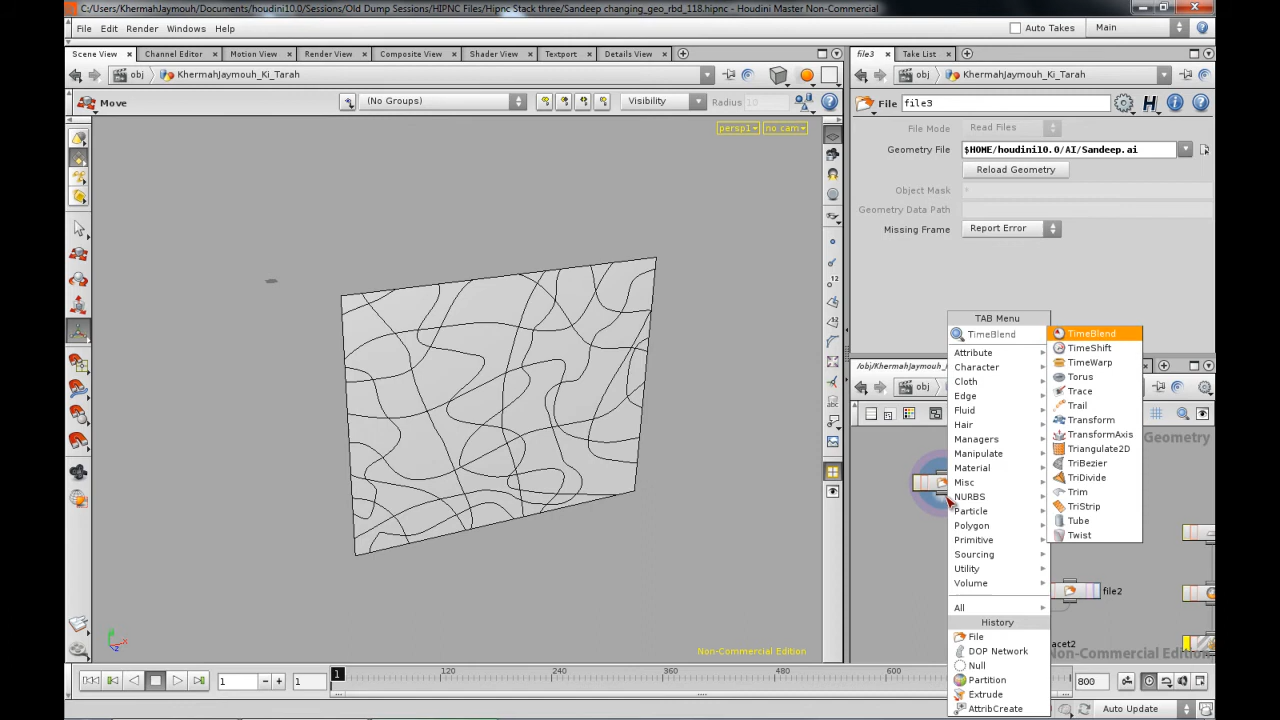 C:/Users/KhermahJaymouh/Documents/houdini10.0/Sessions/Old Dump Sessions/HIPNC Files/Hipnc Stack three/Sandeep changing_geo_rbd_118.hipnc - Houdini Master Non-Commercial
File Edit Render Windows Help
Auto Takes Main
Scene View Channel Editor Motion View Render View Composite View Shader View Textport Details View
file3 Take List
obj KhermahJaymouh_Ki_Tarah
obj KhermahJaymouh_Ki_Tarah
Move (No Groups) Visibility Radius 10
File file3
persp1 no cam
File Mode Read Files
Geometry File $HOME/houdini10.0/AI/Sandeep.ai
Reload Geometry
Object Mask *
Geometry Data Path
Missing Frame Report Error
TAB Menu
TimeBlend
Attribute
Character
Cloth
Edge
Fluid
Hair
Managers
Manipulate
Material
Misc
NURBS
Particle
Polygon
Primitive
Sourcing
Utility
Volume
All
History
File
DOP Network
Null
Partition
Extrude
AttribCreate
TimeBlend
TimeShift
TimeWarp
Torus
Trace
Trail
Transform
TransformAxis
Triangulate2D
TriBezier
TriDivide
Trim
TriStrip
Tube
Twist
/obj/KhermahJaymouh_
obj
Geometry
file2
acet2
Non-Commercial Edition
Non-Commercial Edition
1 120 240 360 480 600
1 1 800
Auto Update